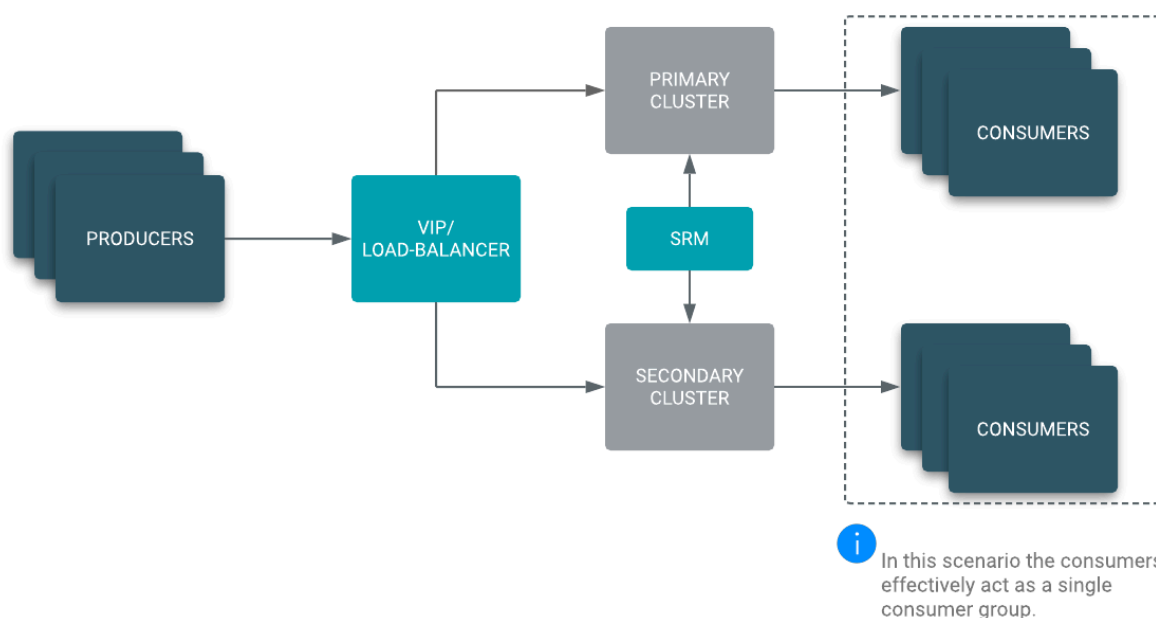 PRIMARY
CLUSTER
CONSUMERS
PRODUCERS
VIP/
LOAD-BALANCER
SRM
SECONDARY
CLUSTER
CONSUMERS
i
In this scenario the consumers
effectively act as a single
consumer group.